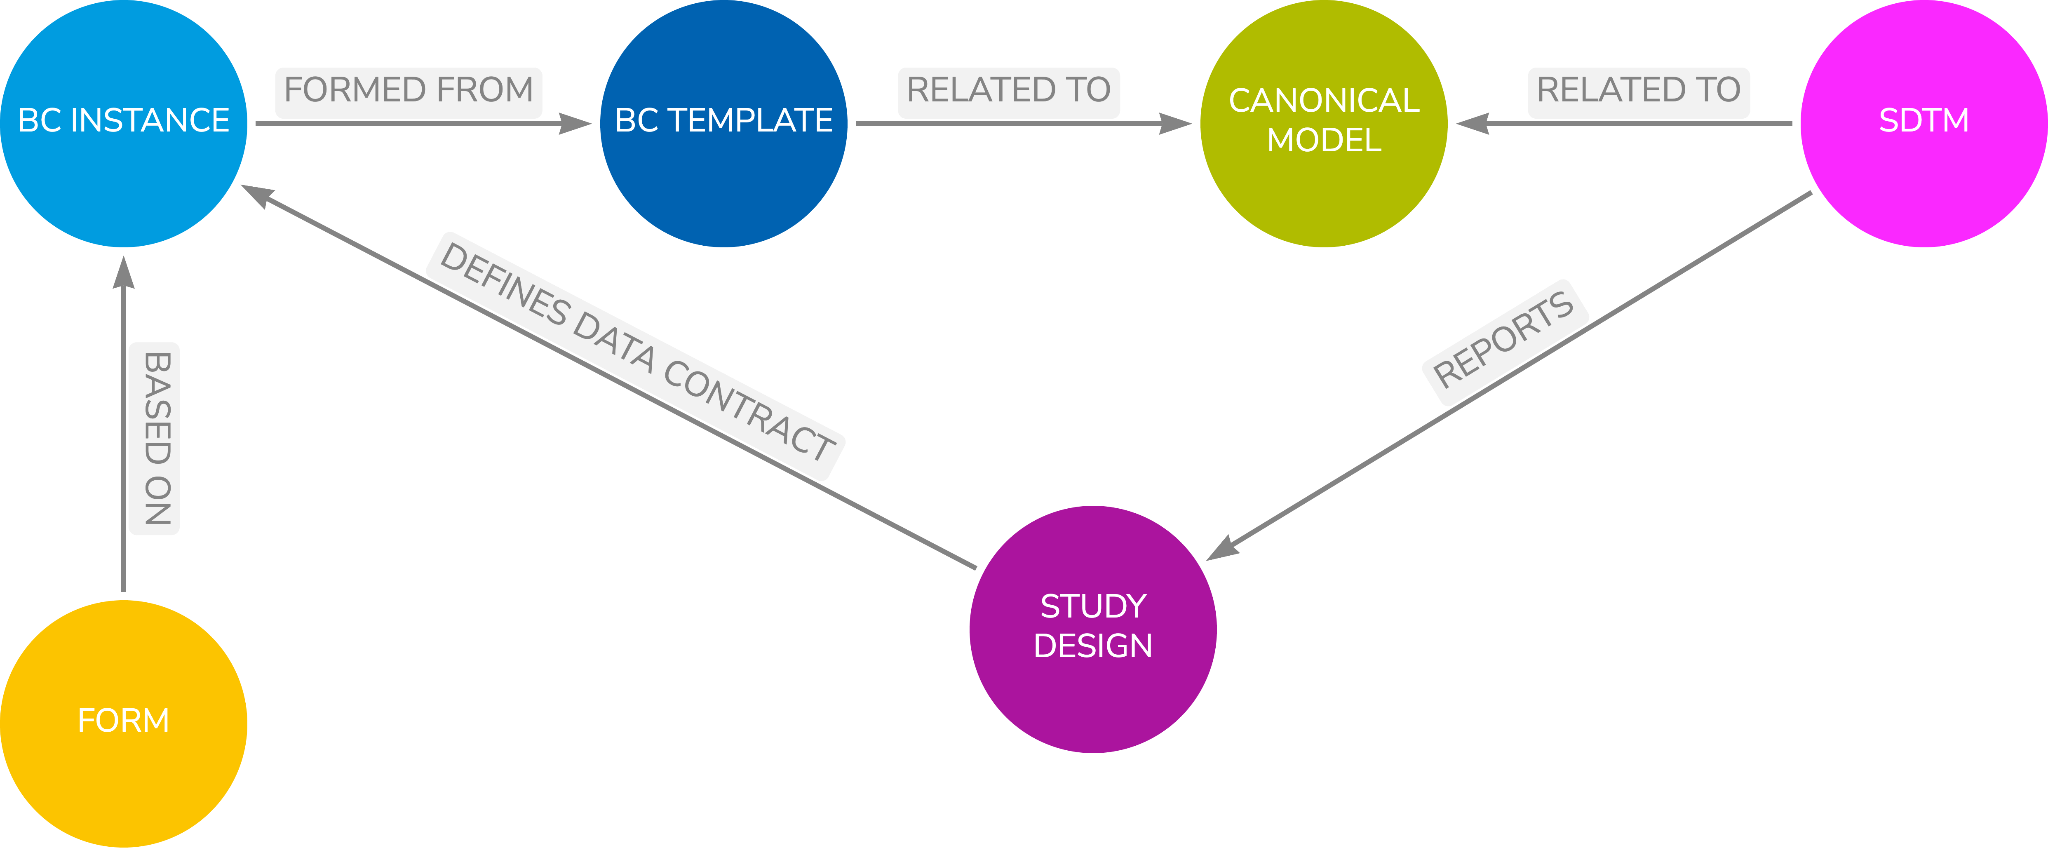 BC INSTANCE
FORMED FROM
BC TEMPLATE
RELATED TO
CANONICAL
MODEL
RELATED TO
SDTM
DEFINES DATA CONTRACT
REPORTS
BASED ON
STUDY
DESIGN
FORM